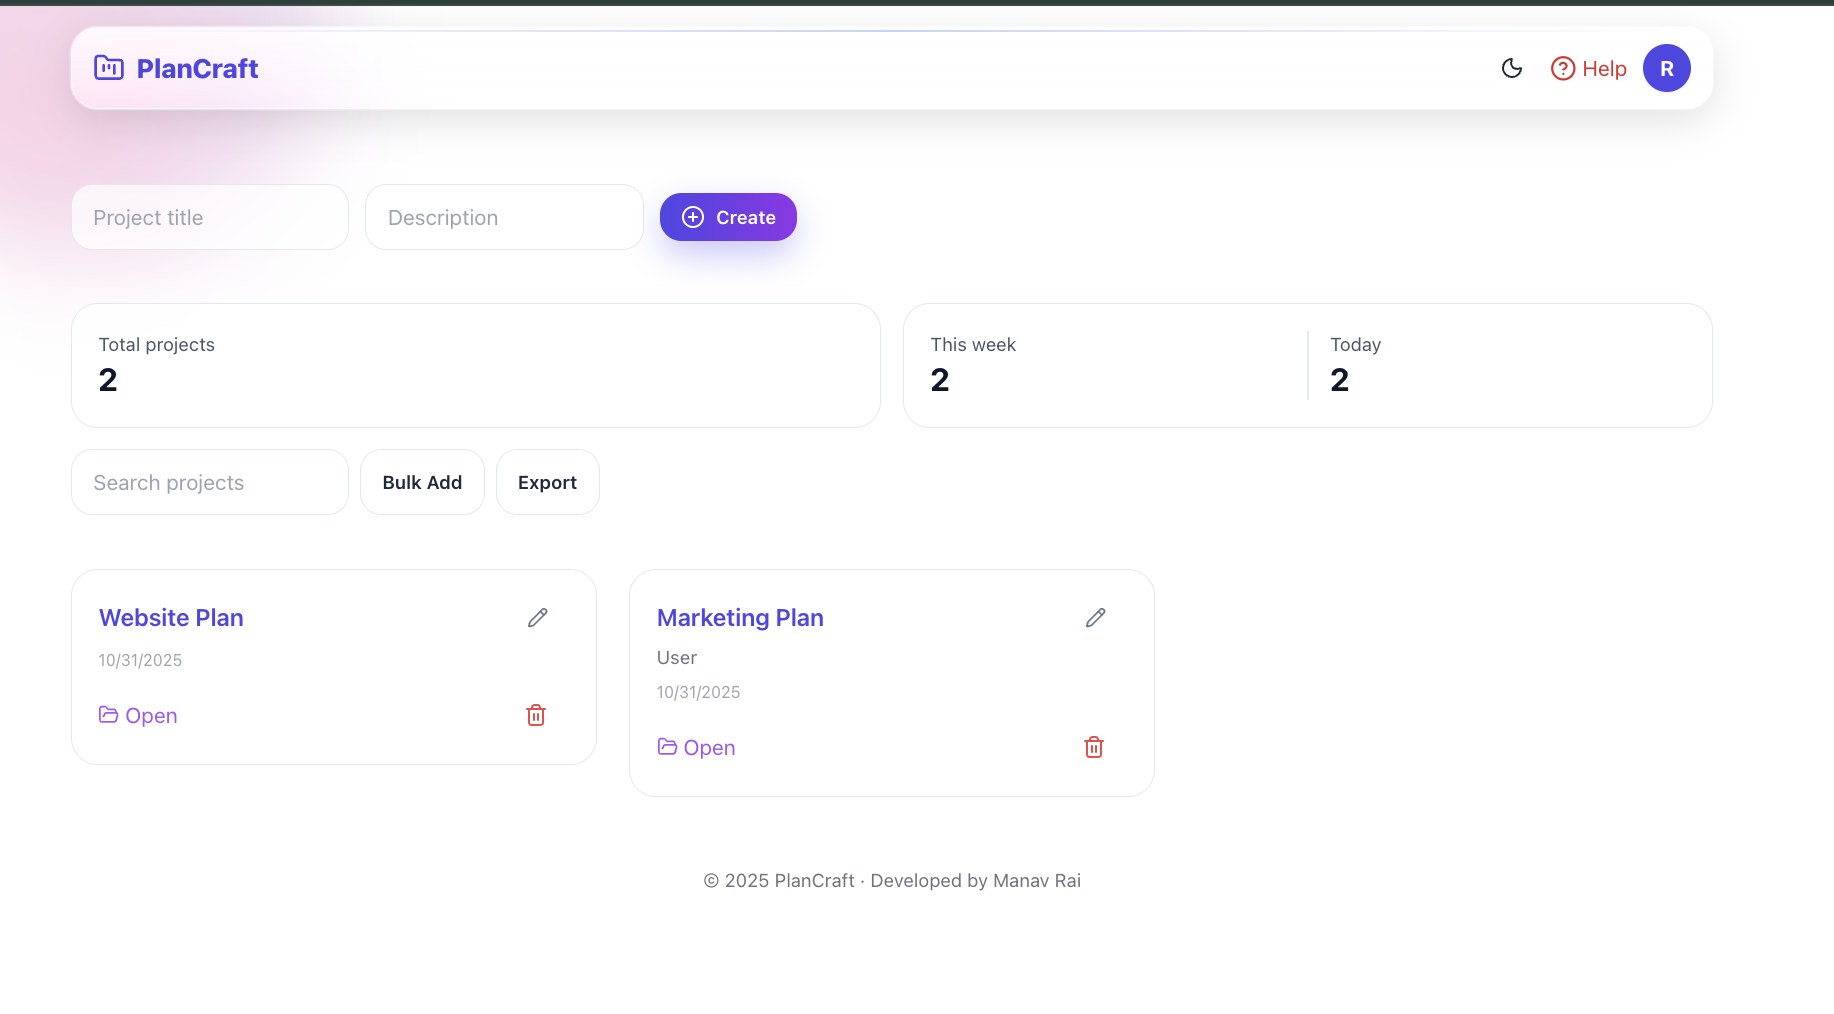 PlanCraft
Help
R
Project title
Description
Create
Total projects
2
This week
2
Today
2
Search projects
Bulk Add
Export
Website Plan
10/31/2025
Open
Marketing Plan
User
10/31/2025
Open
© 2025 PlanCraft · Developed by Manav Rai